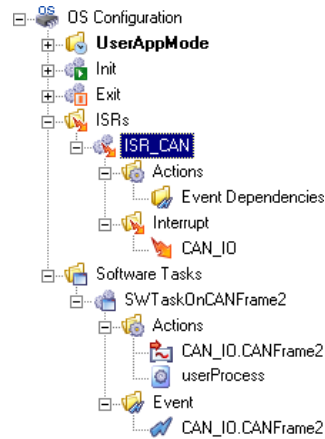 OS Configuration
UserAppMode
Init
Exit
ISRs
ISR_CAN
Actions
Event Dependencies
Interrupt
CAN_IO
Software Tasks
SWTaskOnCANFrame2
Actions
CAN_IO.CANFrame2
userProcess
Event
CAN_IO.CANFrame2